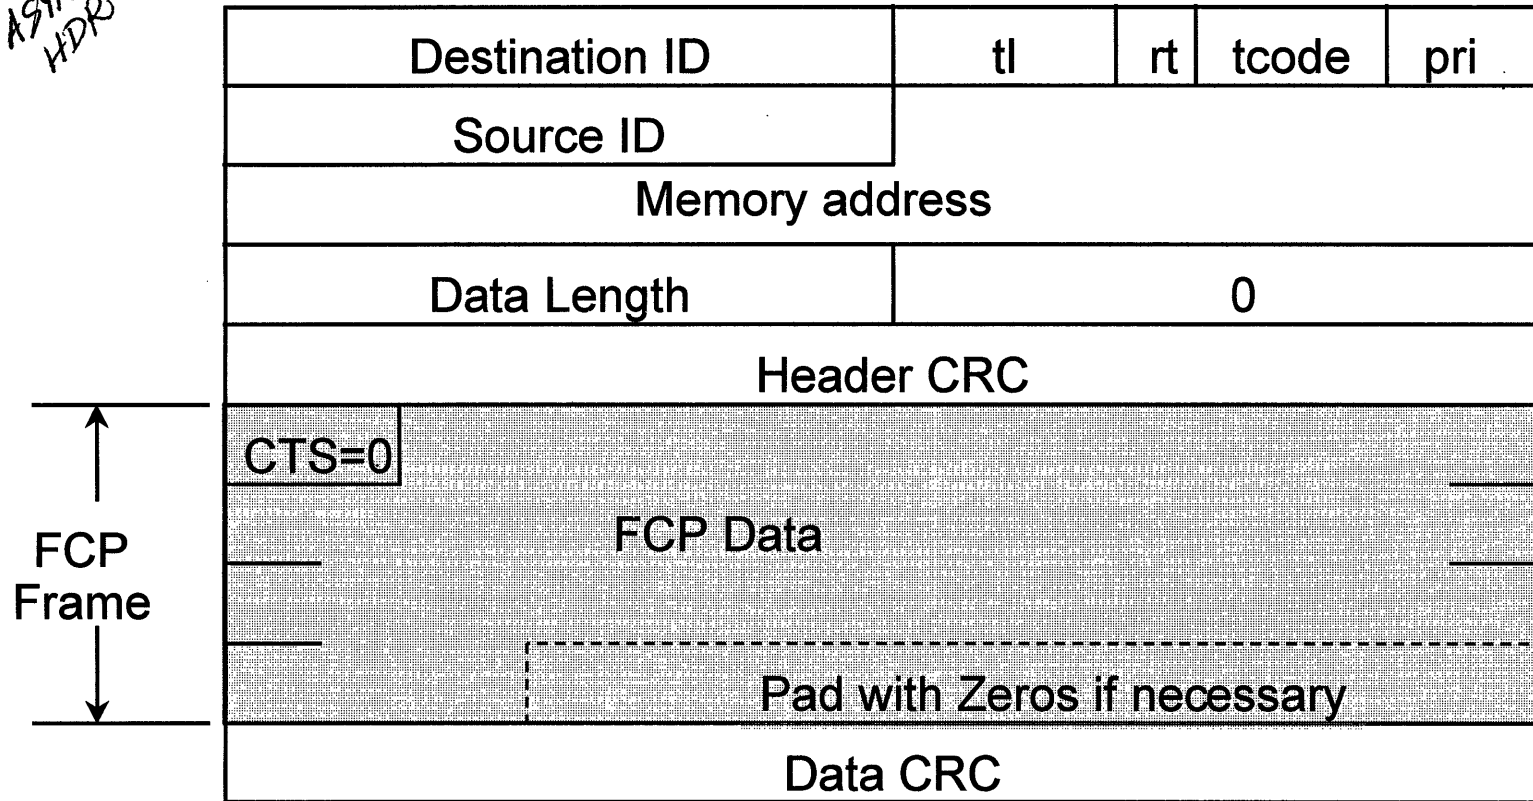 HDR
Destination ID tl rt tcode pri
Source ID
Memory address
Data Length 0
Header CRC
CTS=0
FCP Data
FCP
Frame
Pad with Zeros if necessary
Data CRC